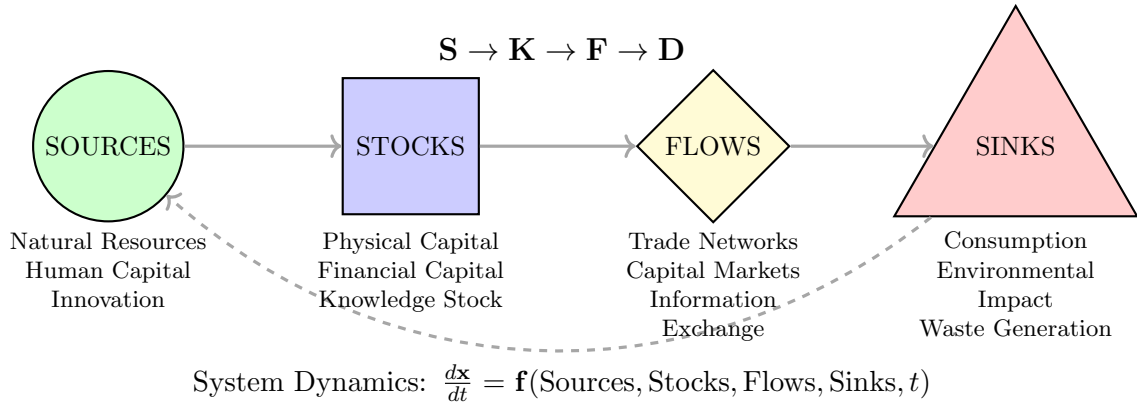 S → K → F → D
SOURCES
STOCKS
FLOWS
SINKS
Natural Resources
Human Capital
Innovation
Physical Capital
Financial Capital
Knowledge Stock
Trade Networks
Capital Markets
Information
Exchange
Consumption
Environmental
Impact
Waste Generation
System Dynamics: dx/dt = f(Sources, Stocks, Flows, Sinks, t)